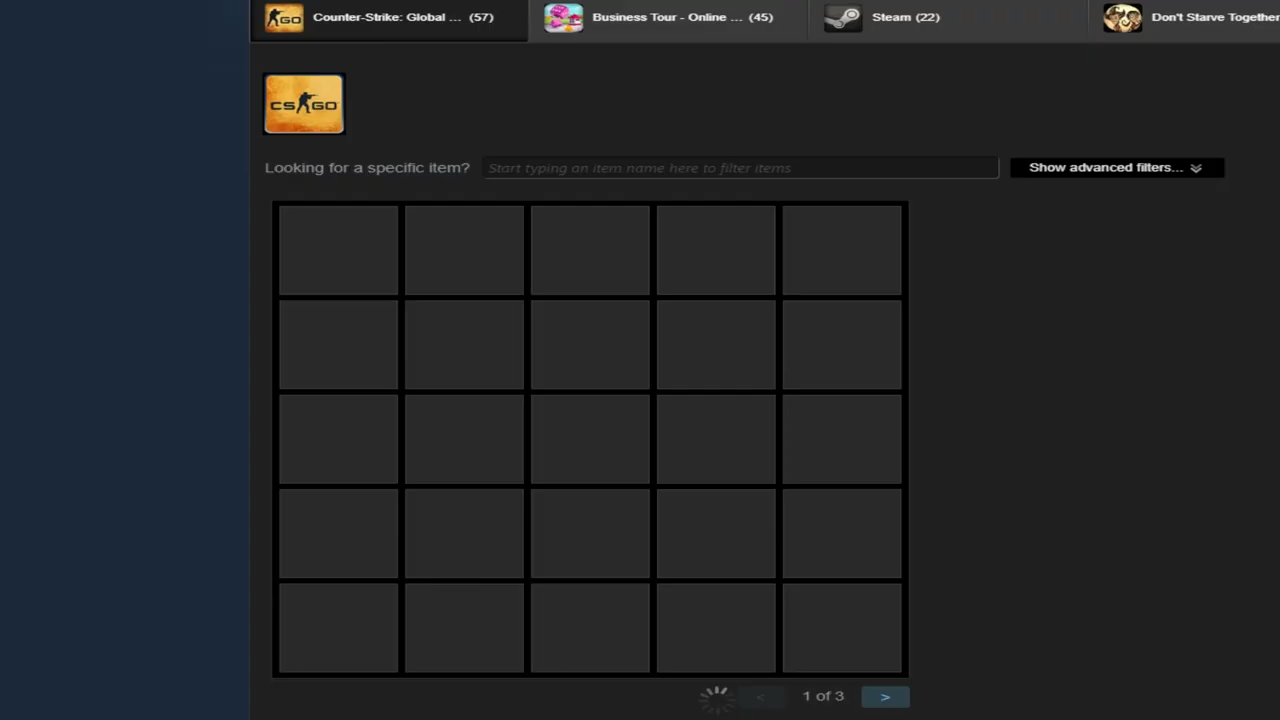 Counter-Strike: Global ... (57)
Business Tour - Online ... (45)
Steam (22)
Don't Starve Together
CS GO
Looking for a specific item?
Start typing an item name here to filter items
Show advanced filters...
< 1 of 3 >